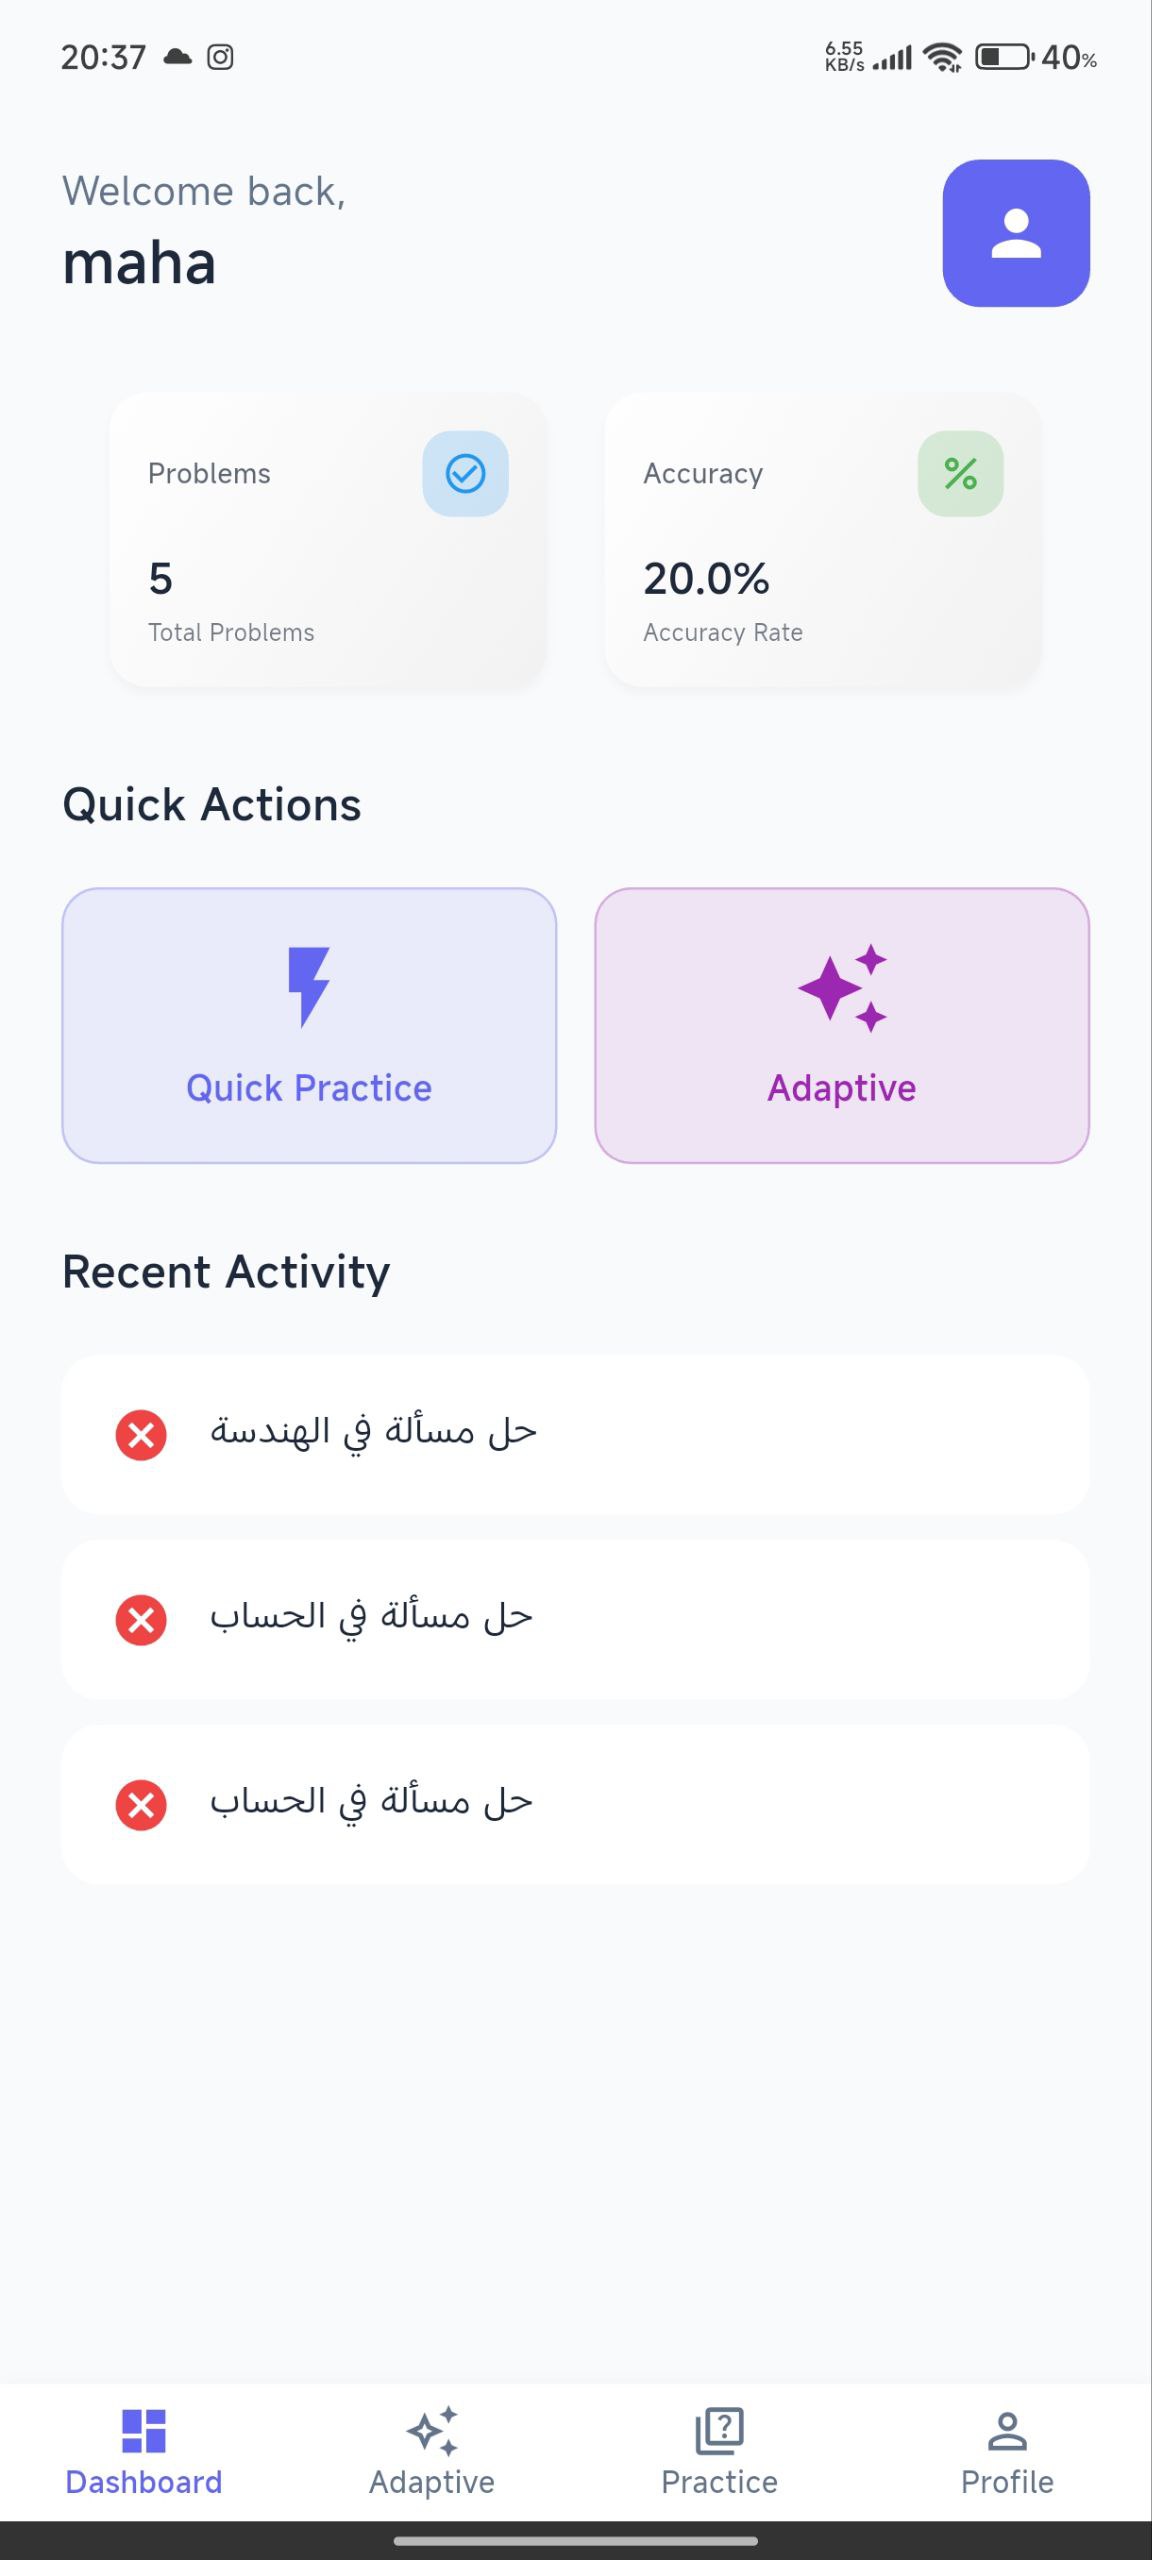 20:37
6.55 KB/s
40%
Welcome back,
maha
Problems
5
Total Problems
Accuracy
20.0%
Accuracy Rate
Quick Actions
Quick Practice
Adaptive
Recent Activity
حل مسألة في الهندسة
حل مسألة في الحساب
حل مسألة في الحساب
Dashboard
Adaptive
Practice
Profile